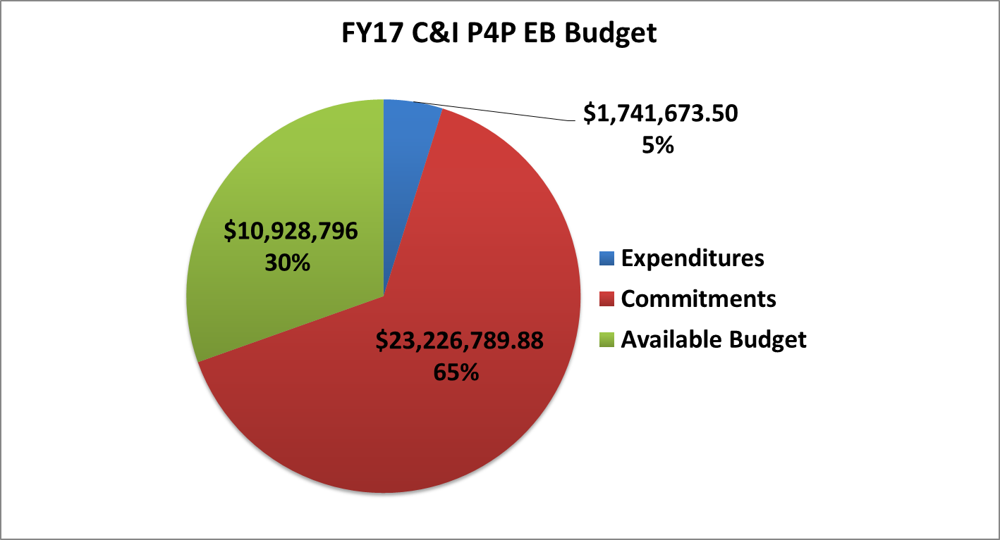 FY17 C&I P4P EB Budget
$1,741,673.50
5%
$10,928,796
30%
$23,226,789.88
65%
Expenditures
Commitments
Available Budget